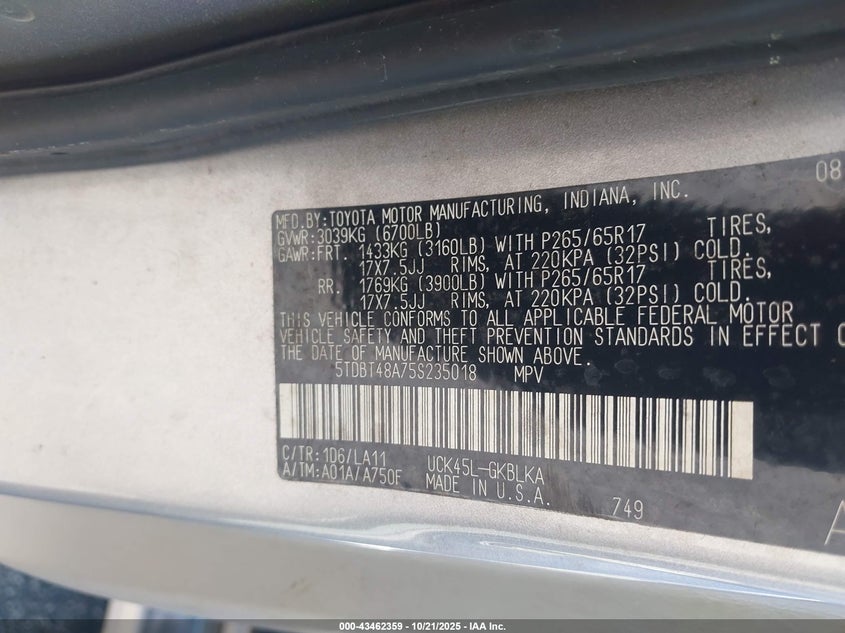 08
MFD.BY:TOYOTA MOTOR MANUFACTURING, INDIANA, INC.
GVWR:3039KG (6700LB)
GAWR:FRT. 1433KG (3160LB) WITH P265/65R17 TIRES,
17X7.5JJ RIMS, AT 220KPA (32PSI) COLD.
RR. 1769KG (3900LB) WITH P265/65R17 TIRES,
17X7.5JJ RIMS, AT 220KPA (32PSI) COLD.
THIS VEHICLE CONFORMS TO ALL APPLICABLE FEDERAL MOTOR
VEHICLE SAFETY AND THEFT PREVENTION STANDARDS IN EFFECT O
THE DATE OF MANUFACTURE SHOWN ABOVE.
5TDBT48A75S235018 MPV
C/TR:1D6/LA11 UCK45L-GKBLKA
A/TM:A01A/A750F MADE IN U.S.A.
749
A
000-43462359 - 10/21/2025 - IAA Inc.